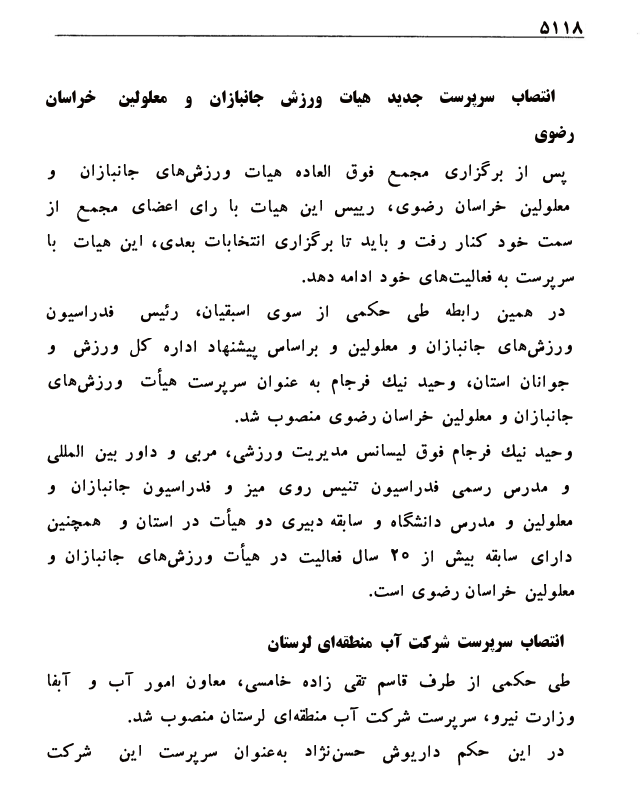 ۵۱۱۸
انتصاب سرپرست جدید هیات ورزش جانبازان و معلولین خراسان
رضوی
پس از برگزاری مجمع فوق العاده هیات ورزش‌های جانبازان و
معلولین خراسان رضوی، رییس این هیات با رای اعضای مجمع از
سمت خود کنار رفت و باید تا برگزاری انتخابات بعدی، این هیات با
سرپرست به فعالیت‌های خود ادامه دهد.
در همین رابطه طی حکمی از سوی اسبقیان، رئیس فدراسیون
ورزش‌های جانبازان و معلولین و براساس پیشنهاد اداره کل ورزش و
جوانان استان، وحید نیك فرجام به عنوان سرپرست هیأت ورزش‌های
جانبازان و معلولین خراسان رضوی منصوب شد.
وحید نیك فرجام فوق لیسانس مدیریت ورزشی، مربی و داور بین المللی
و مدرس رسمی فدراسیون تنیس روی میز و فدراسیون جانبازان و
معلولین و مدرس دانشگاه و سابقه دبیری دو هیأت در استان و همچنین
دارای سابقه بیش از ۲۰ سال فعالیت در هیأت ورزش‌های جانبازان و
معلولین خراسان رضوی است.
انتصاب سرپرست شرکت آب منطقه‌ای لرستان
طی حکمی از طرف قاسم تقی زاده خامسی، معاون امور آب و آبفا
وزارت نیرو، سرپرست شرکت آب منطقه‌ای لرستان منصوب شد.
در این حکم داریوش حسن‌نژاد به‌عنوان سرپرست این شرکت